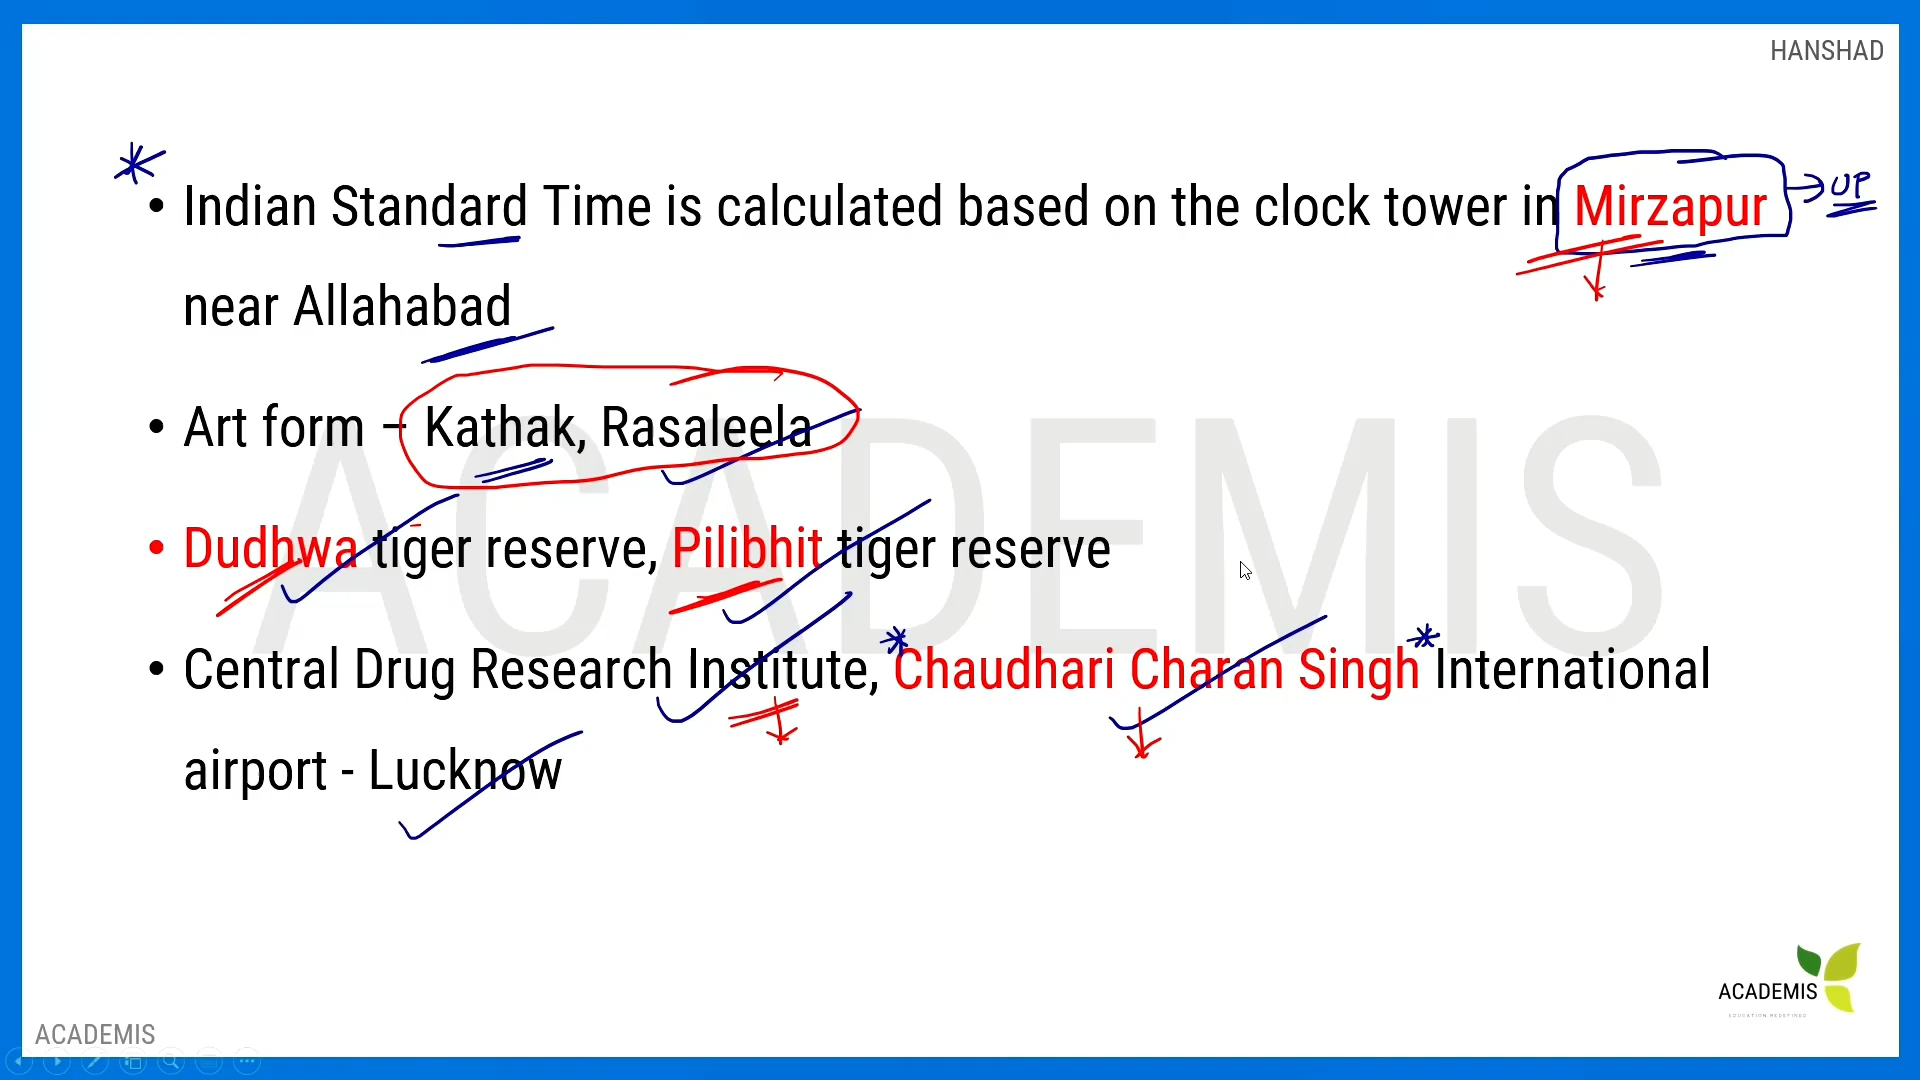 HANSHAD
• Indian Standard Time is calculated based on the clock tower in Mirzapur → UP
near Allahabad
• Art form – Kathak, Rasaleela
• Dudhwa tiger reserve, Pilibhit tiger reserve
• Central Drug Research Institute, Chaudhari Charan Singh International
airport - Lucknow
ACADEMIS
ACADEMIS
EDUCATION REDEFINED
ACADEMIS